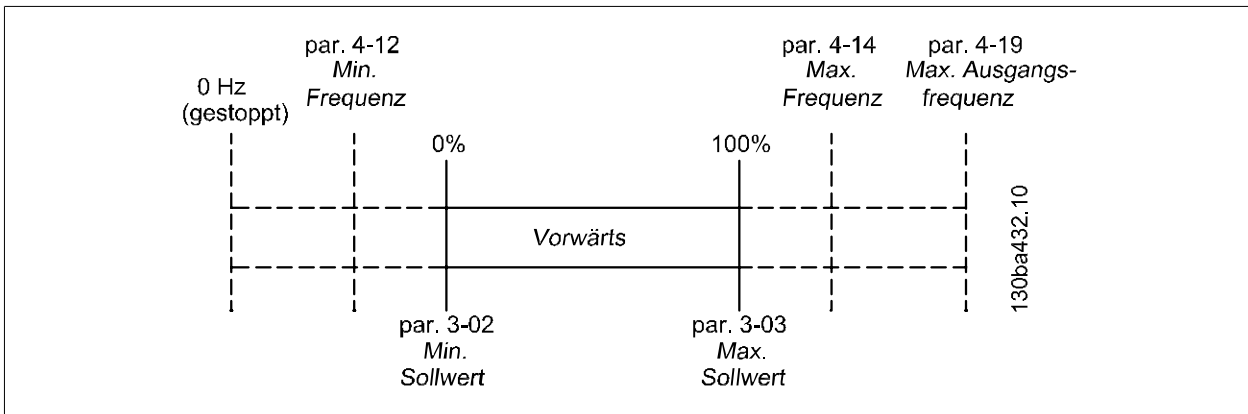 par. 4-12
Min.
Frequenz
par. 4-14
Max.
Frequenz
par. 4-19
Max. Ausgangs-
frequenz
0 Hz
(gestoppt)
0%
100%
Vorwärts
130ba432.10
par. 3-02
Min.
Sollwert
par. 3-03
Max.
Sollwert